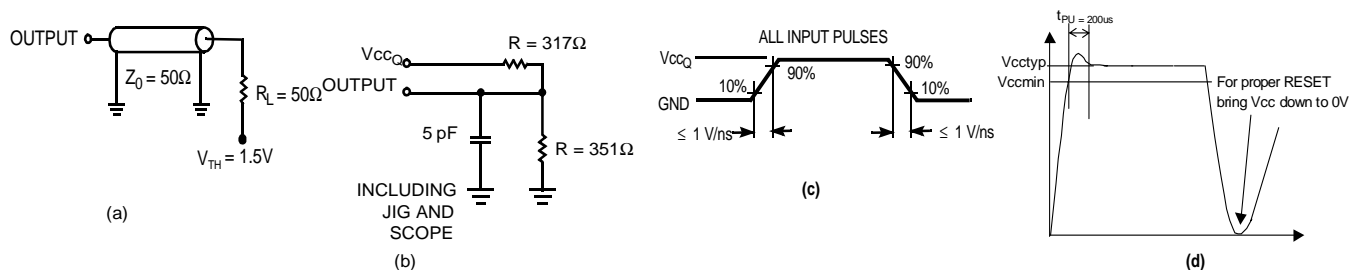 OUTPUT
Z0 = 50Ω
RL = 50Ω
VTH = 1.5V
(a)
VccQ
R = 317Ω
OUTPUT
5 pF
R = 351Ω
INCLUDING
JIG AND
SCOPE
(b)
ALL INPUT PULSES
VccQ
90%
90%
10%
10%
GND
≤ 1 V/ns
≤ 1 V/ns
(c)
tPU = 200us
Vcctyp
Vccmin
For proper RESET
bring Vcc down to 0V
(d)